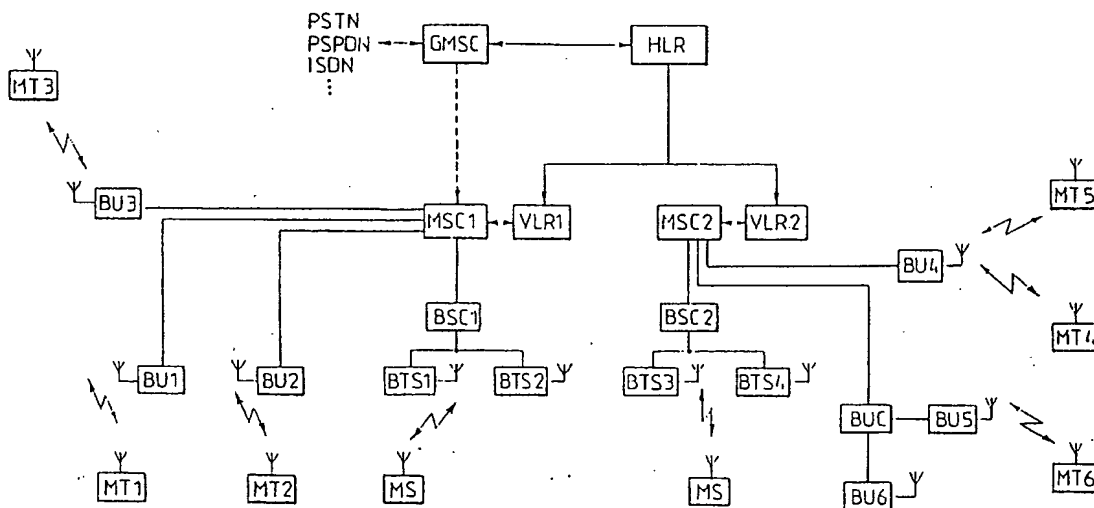 PSTN
PSPDN
ISDN
⋮
GMSC
HLR
MT3
BU3
MSC1
VLR1
MSC2
VLR2
MT5
BU4
BSC1
BSC2
MT4
BU1
BU2
BTS1
BTS2
BTS3
BTS4
BUC
BU5
MT1
MT2
MS
MS
BU6
MT6